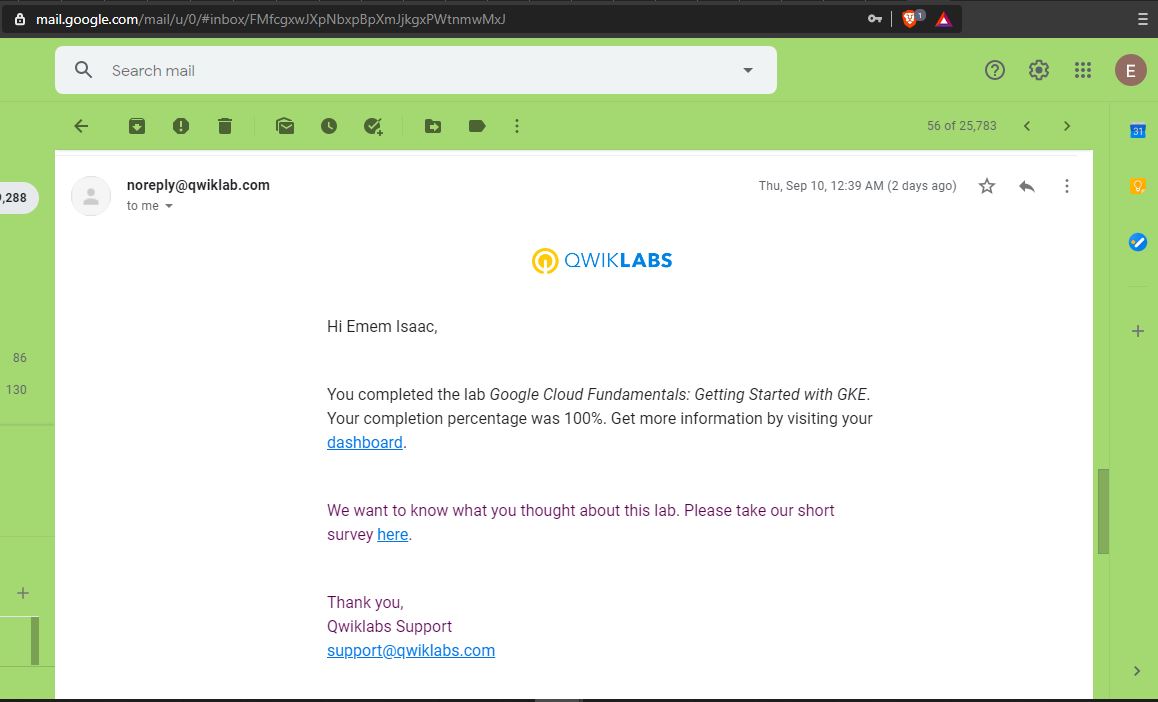 mail.google.com/mail/u/0/#inbox/FMfcgxwJXpNbxpBpXmJjkgxPWtnmwMxJ
1
Search mail
E
56 of 25,783
31
,288
noreply@qwiklab.com
Thu, Sep 10, 12:39 AM (2 days ago)
to me
QWIKLABS
Hi Emem Isaac,
86
130
You completed the lab Google Cloud Fundamentals: Getting Started with GKE.
Your completion percentage was 100%. Get more information by visiting your
dashboard.
We want to know what you thought about this lab. Please take our short
survey here.
Thank you,
Qwiklabs Support
support@qwiklabs.com